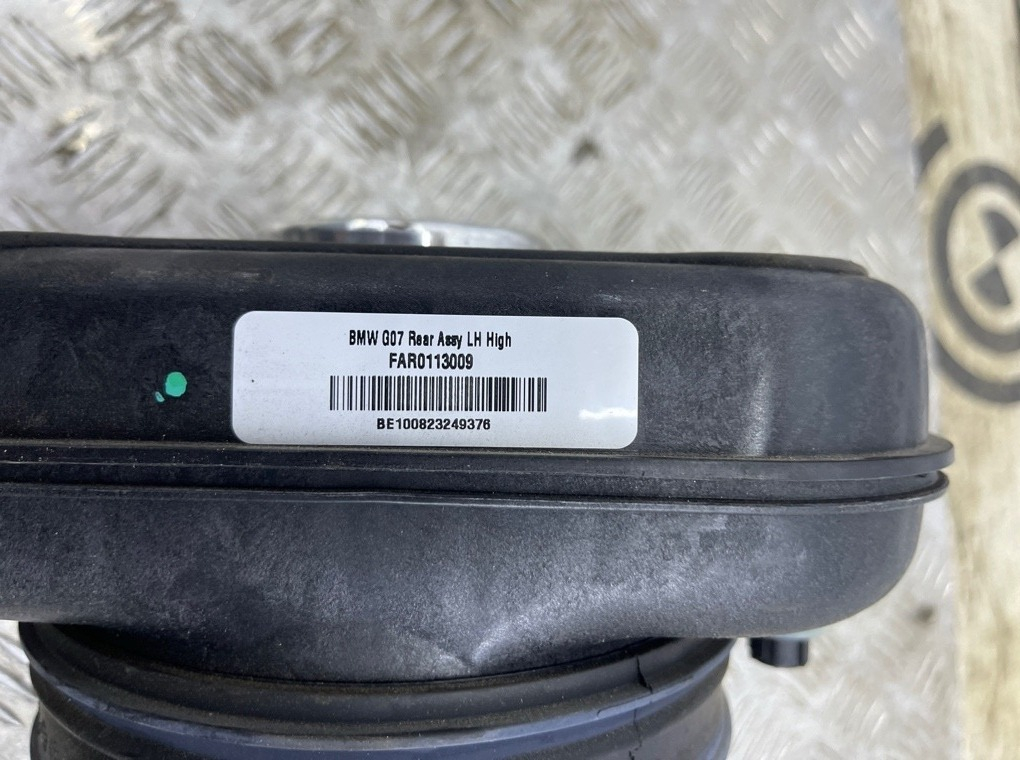 BMW G07 Rear Assy LH High
FAR0113009
BE100823249376